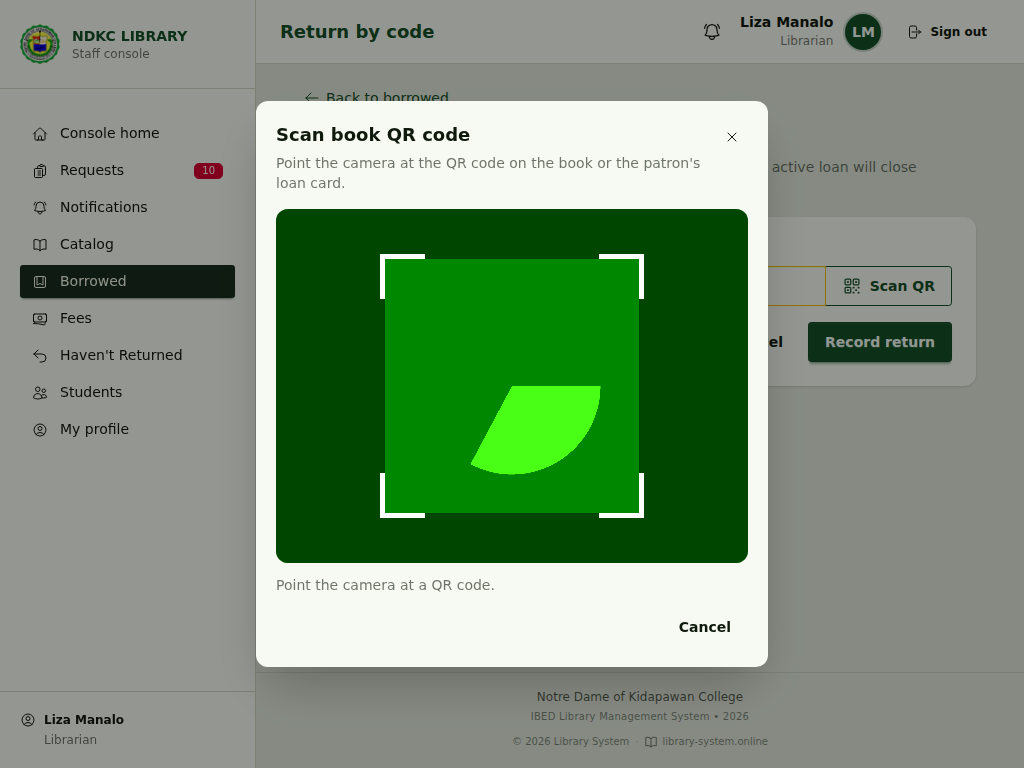 NDKC LIBRARY
Staff console
Console home
Requests
10
Notifications
Catalog
Borrowed
Fees
Haven't Returned
Students
My profile
Liza Manalo
Librarian
Return by code
Liza Manalo
Librarian
LM
Sign out
Back to borrowed
active loan will close
Scan QR
el
Record return
Scan book QR code
Point the camera at the QR code on the book or the patron's
loan card.
Point the camera at a QR code.
Cancel
Notre Dame of Kidapawan College
IBED Library Management System • 2026
© 2026 Library System · library-system.online